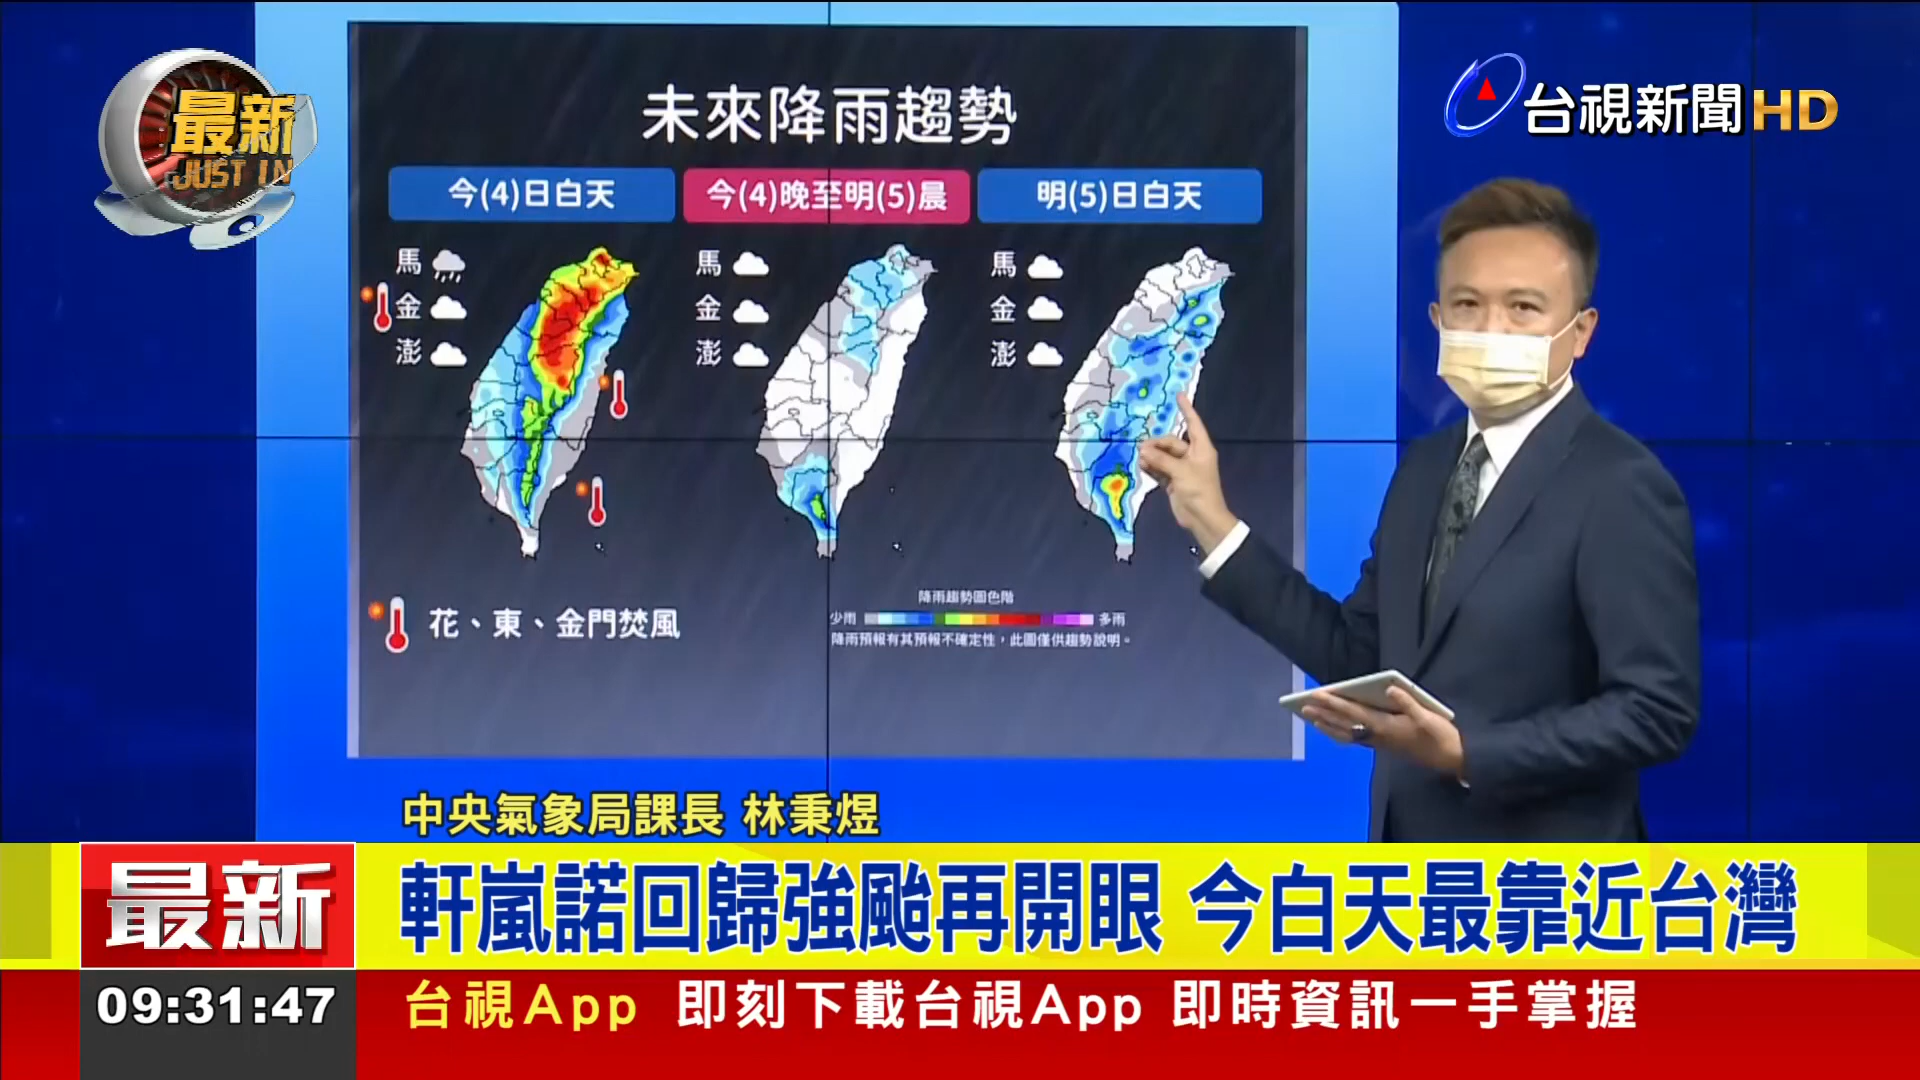 最新
JUST IN
台視新聞HD
未來降雨趨勢
今(4)日白天
今(4)晚至明(5)晨
明(5)日白天
馬
金
澎
馬
金
澎
馬
金
澎
花、東、金門焚風
降雨趨勢圖色階
少雨
多雨
降雨預報有其預報不確定性，此圖僅供趨勢說明。
中央氣象局課長 林秉煜
最新
軒嵐諾回歸強颱再開眼 今白天最靠近台灣
09:31:47
台視App 即刻下載台視App 即時資訊一手掌握